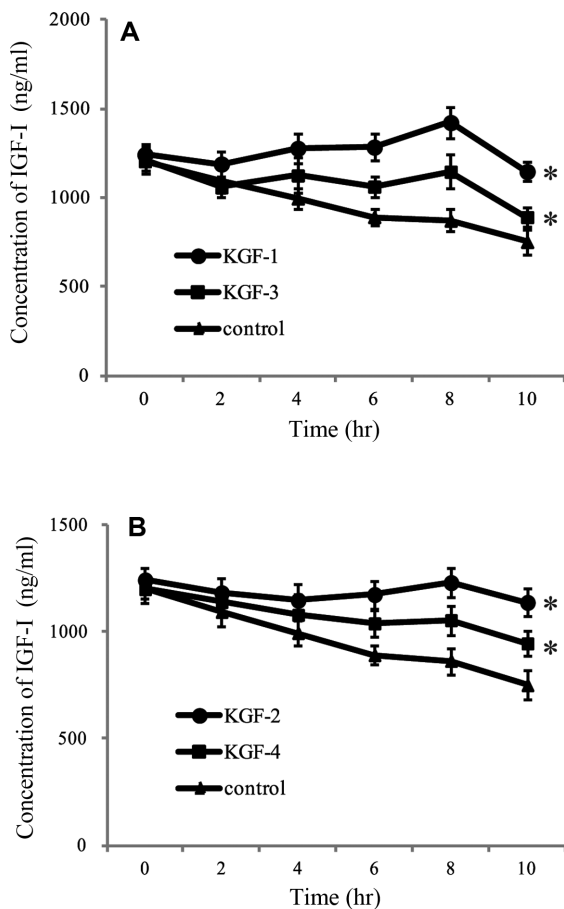 A
Concentration of IGF-I (ng/ml)
2000
1500
1000
500
0
*
*
KGF-1
KGF-3
control
0 2 4 6 8 10
Time (hr)
B
Concentration of IGF-I (ng/ml)
1500
1000
500
0
*
*
KGF-2
KGF-4
control
0 2 4 6 8 10
Time (hr)